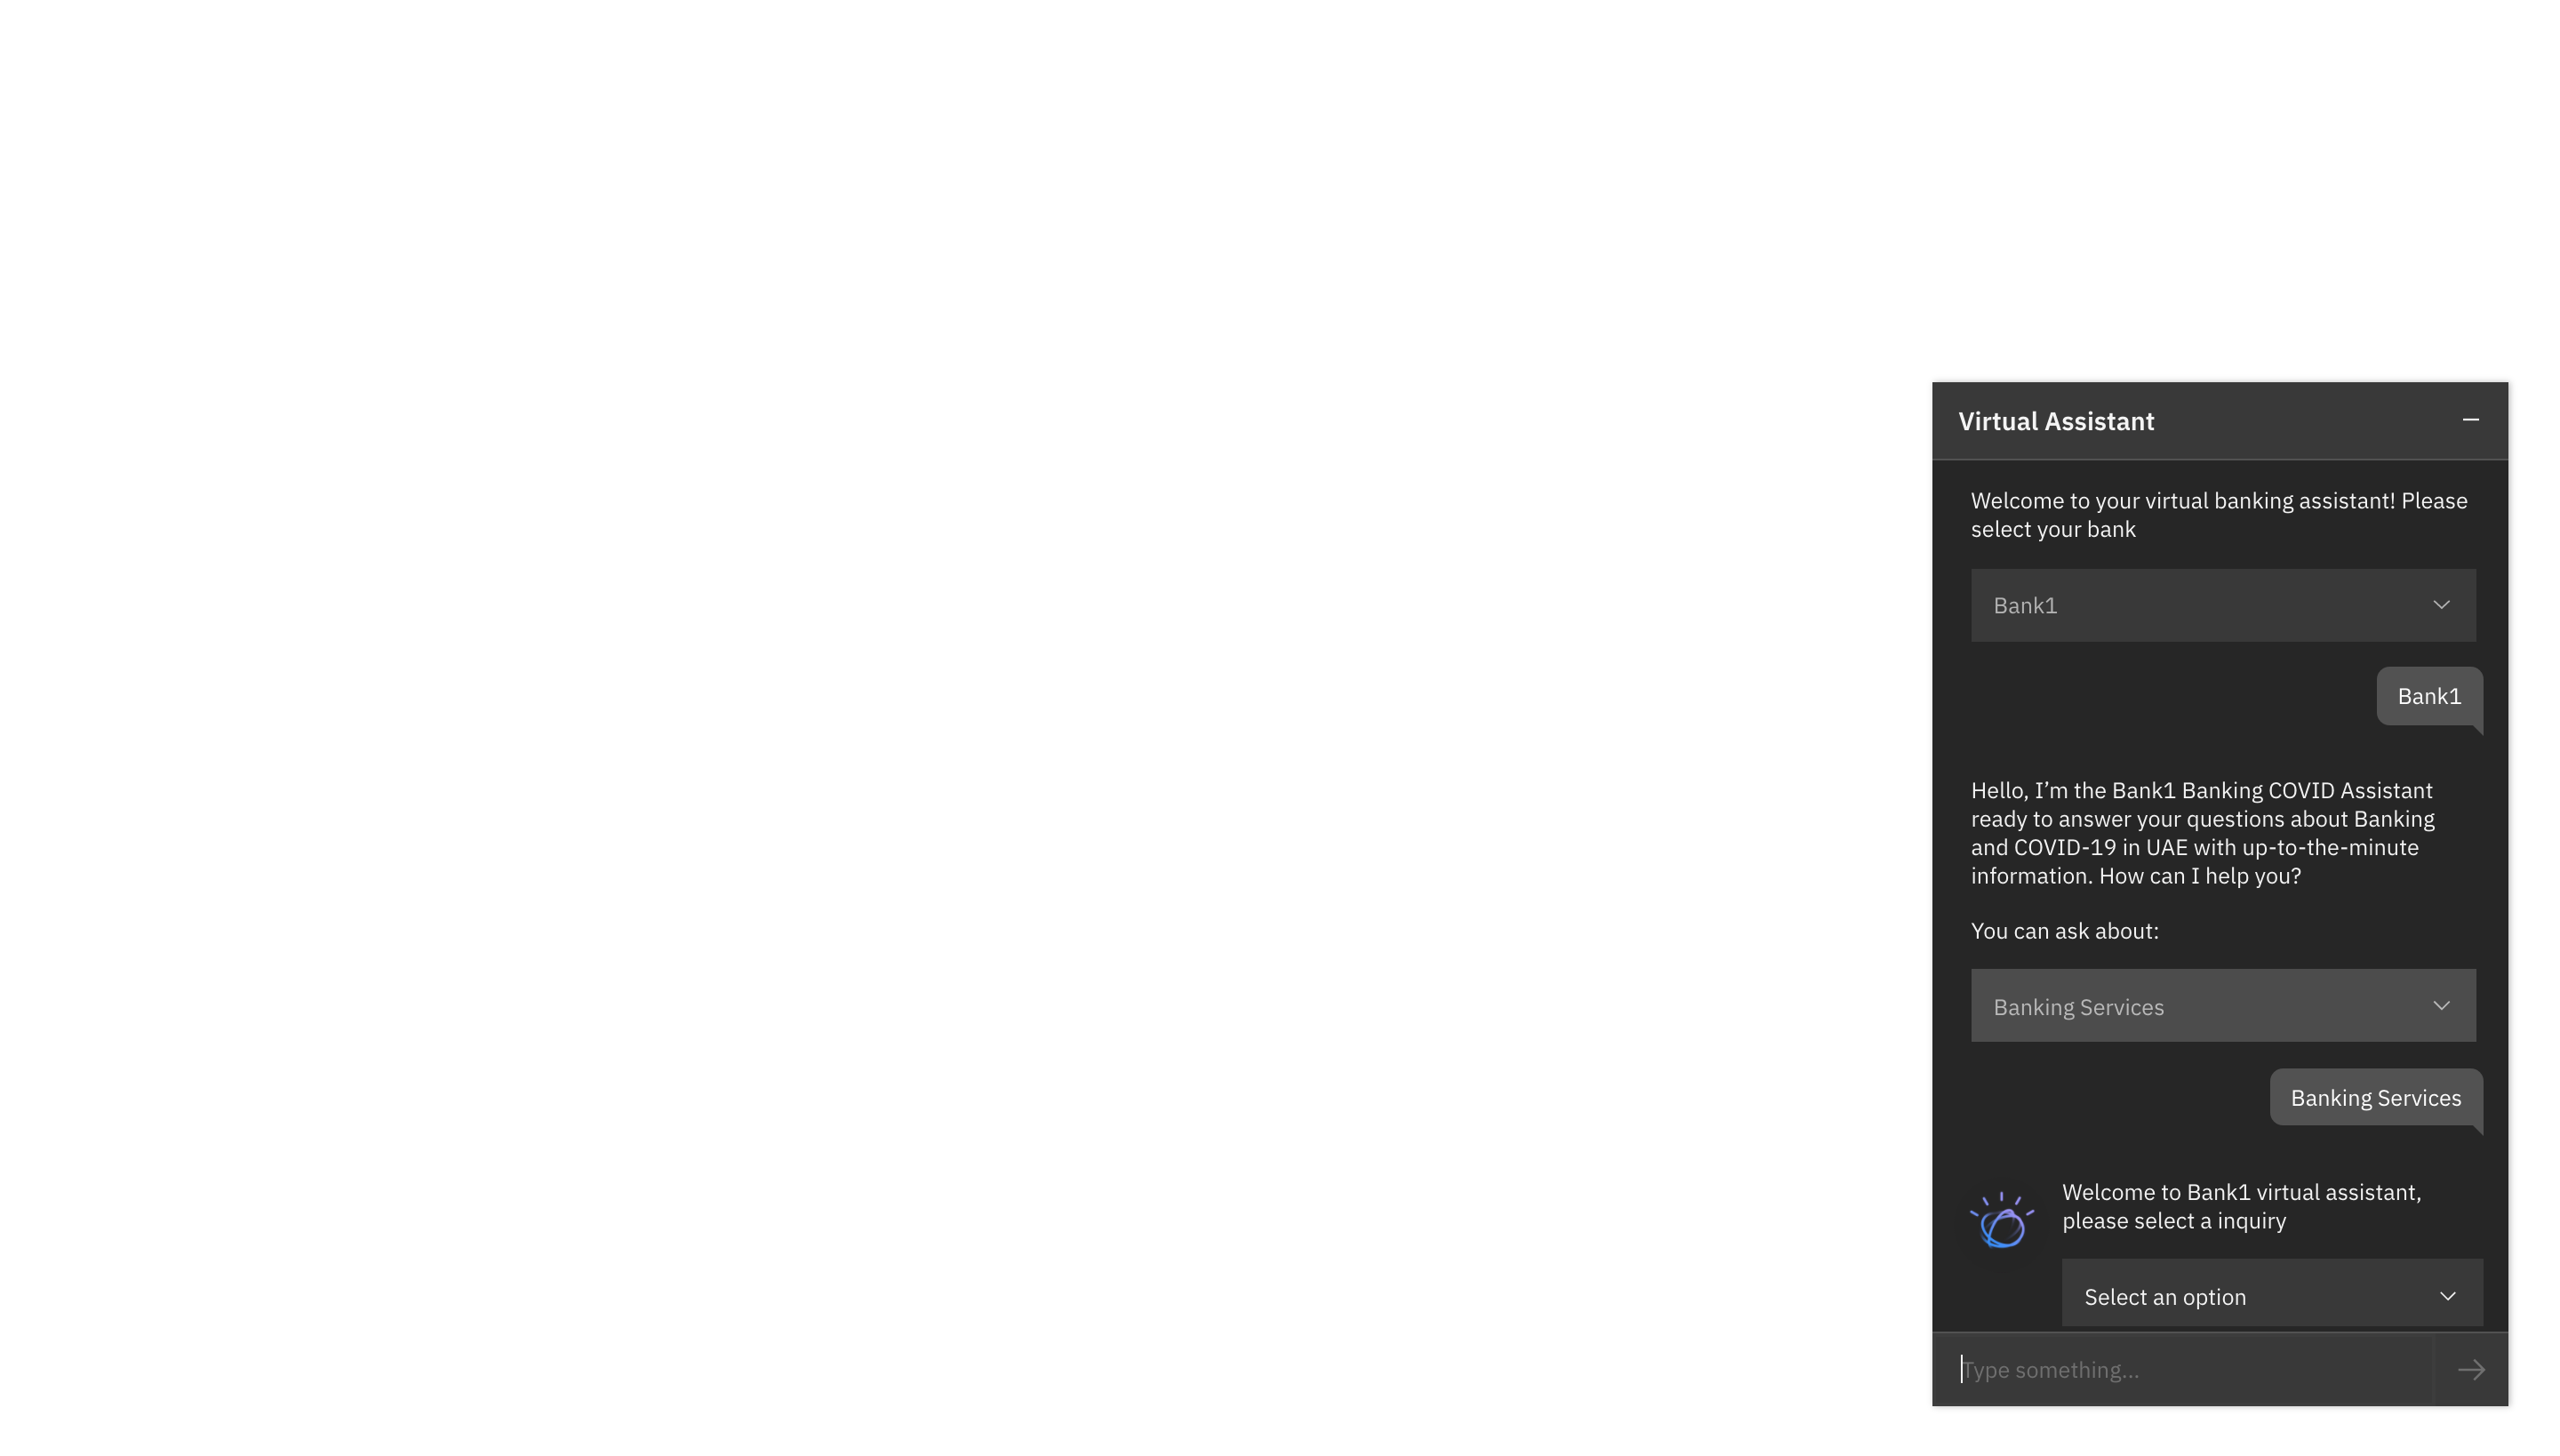 Virtual Assistant
Welcome to your virtual banking assistant! Please
select your bank
Bank1
Bank1
Hello, I’m the Bank1 Banking COVID Assistant
ready to answer your questions about Banking
and COVID-19 in UAE with up-to-the-minute
information. How can I help you?
You can ask about:
Banking Services
Banking Services
Welcome to Bank1 virtual assistant,
please select a inquiry
Select an option
Type something...